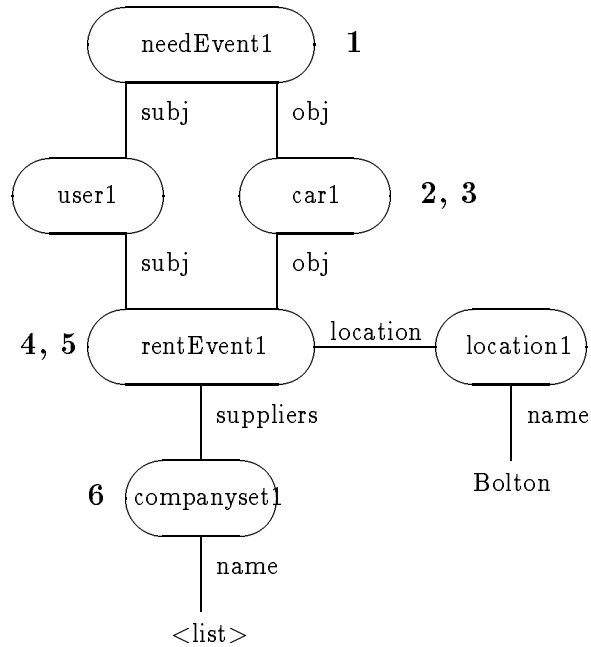 needEvent1 1
subj obj
user1 car1 2, 3
subj obj
4, 5 rentEvent1 location location1
suppliers name
6 companyset1 Bolton
name
<list>